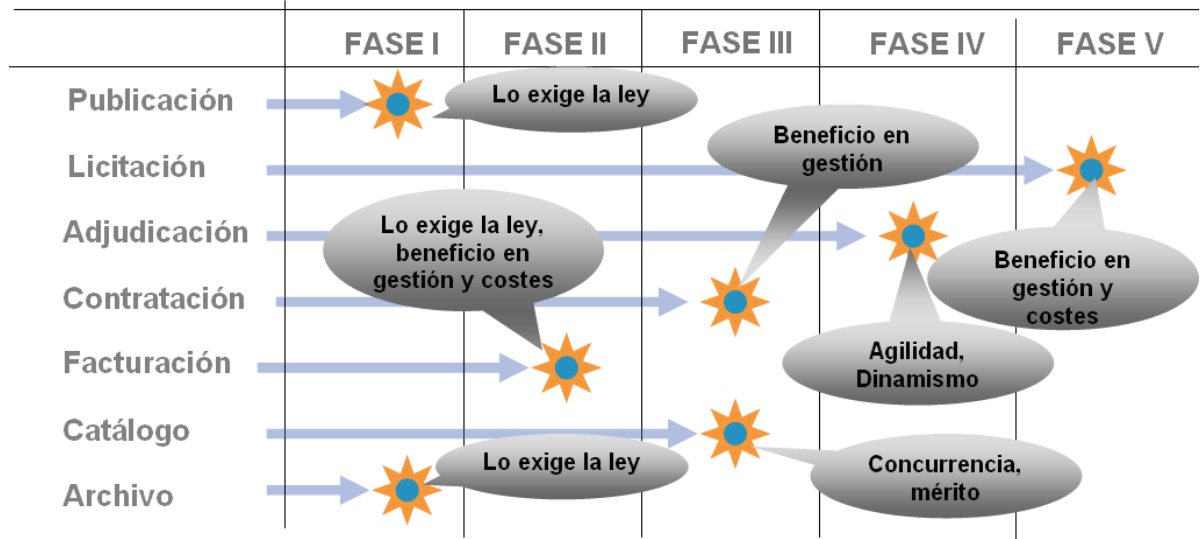 FASE I FASE II FASE III FASE IV FASE V
Publicación
Lo exige la ley
Beneficio en
gestión
Licitación
Adjudicación
Lo exige la ley,
beneficio en
gestión y costes
Beneficio en
gestión y
costes
Contratación
Facturación
Agilidad,
Dinamismo
Catálogo
Lo exige la ley
Concurrencia,
mérito
Archivo